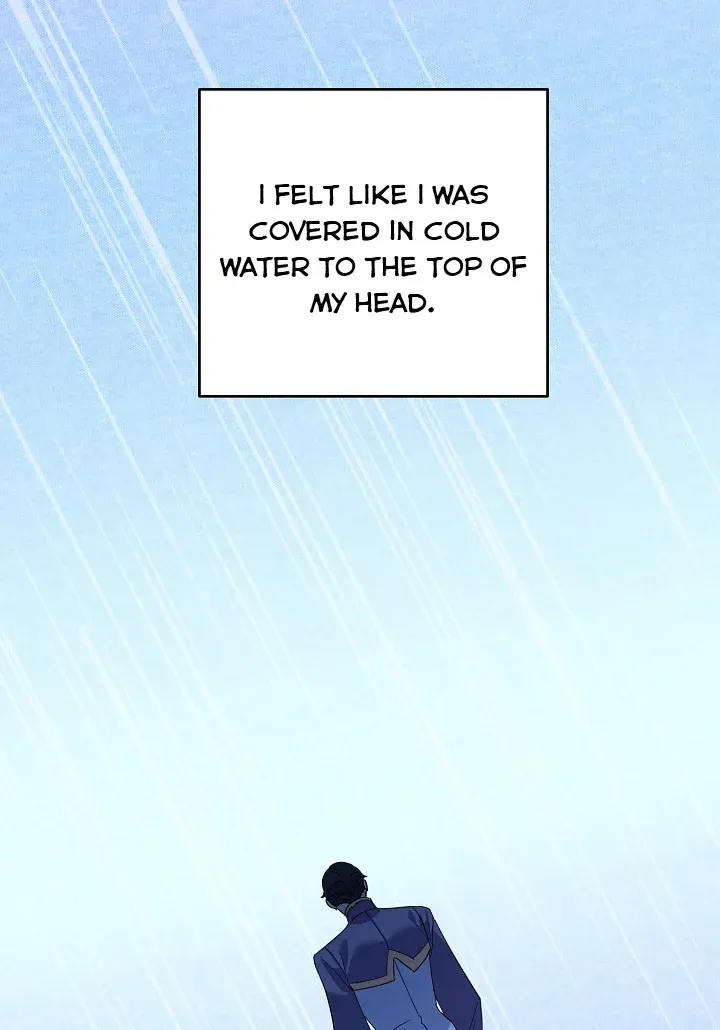 I FELT LIKE I WAS
COVERED IN COLD
WATER TO THE TOP OF
MY HEAD.